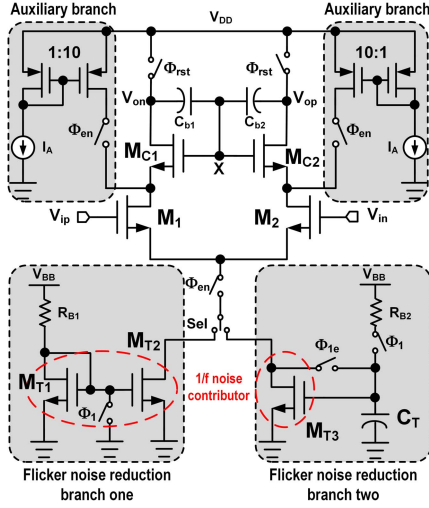 Auxiliary branch
V_DD
Auxiliary branch
1:10
Φ_rst
Φ_rst
10:1
V_on
V_op
C_b1
C_b2
Φ_en
Φ_en
I_A
M_C1
M_C2
I_A
X
V_ip
M_1
M_2
V_in
Φ_en
V_BB
V_BB
R_B1
Sel
R_B2
M_T2
Φ_1e
Φ_1
M_T1
1/f noise
contributor
Φ_1
C_T
M_T3
Flicker noise reduction
branch one
Flicker noise reduction
branch two